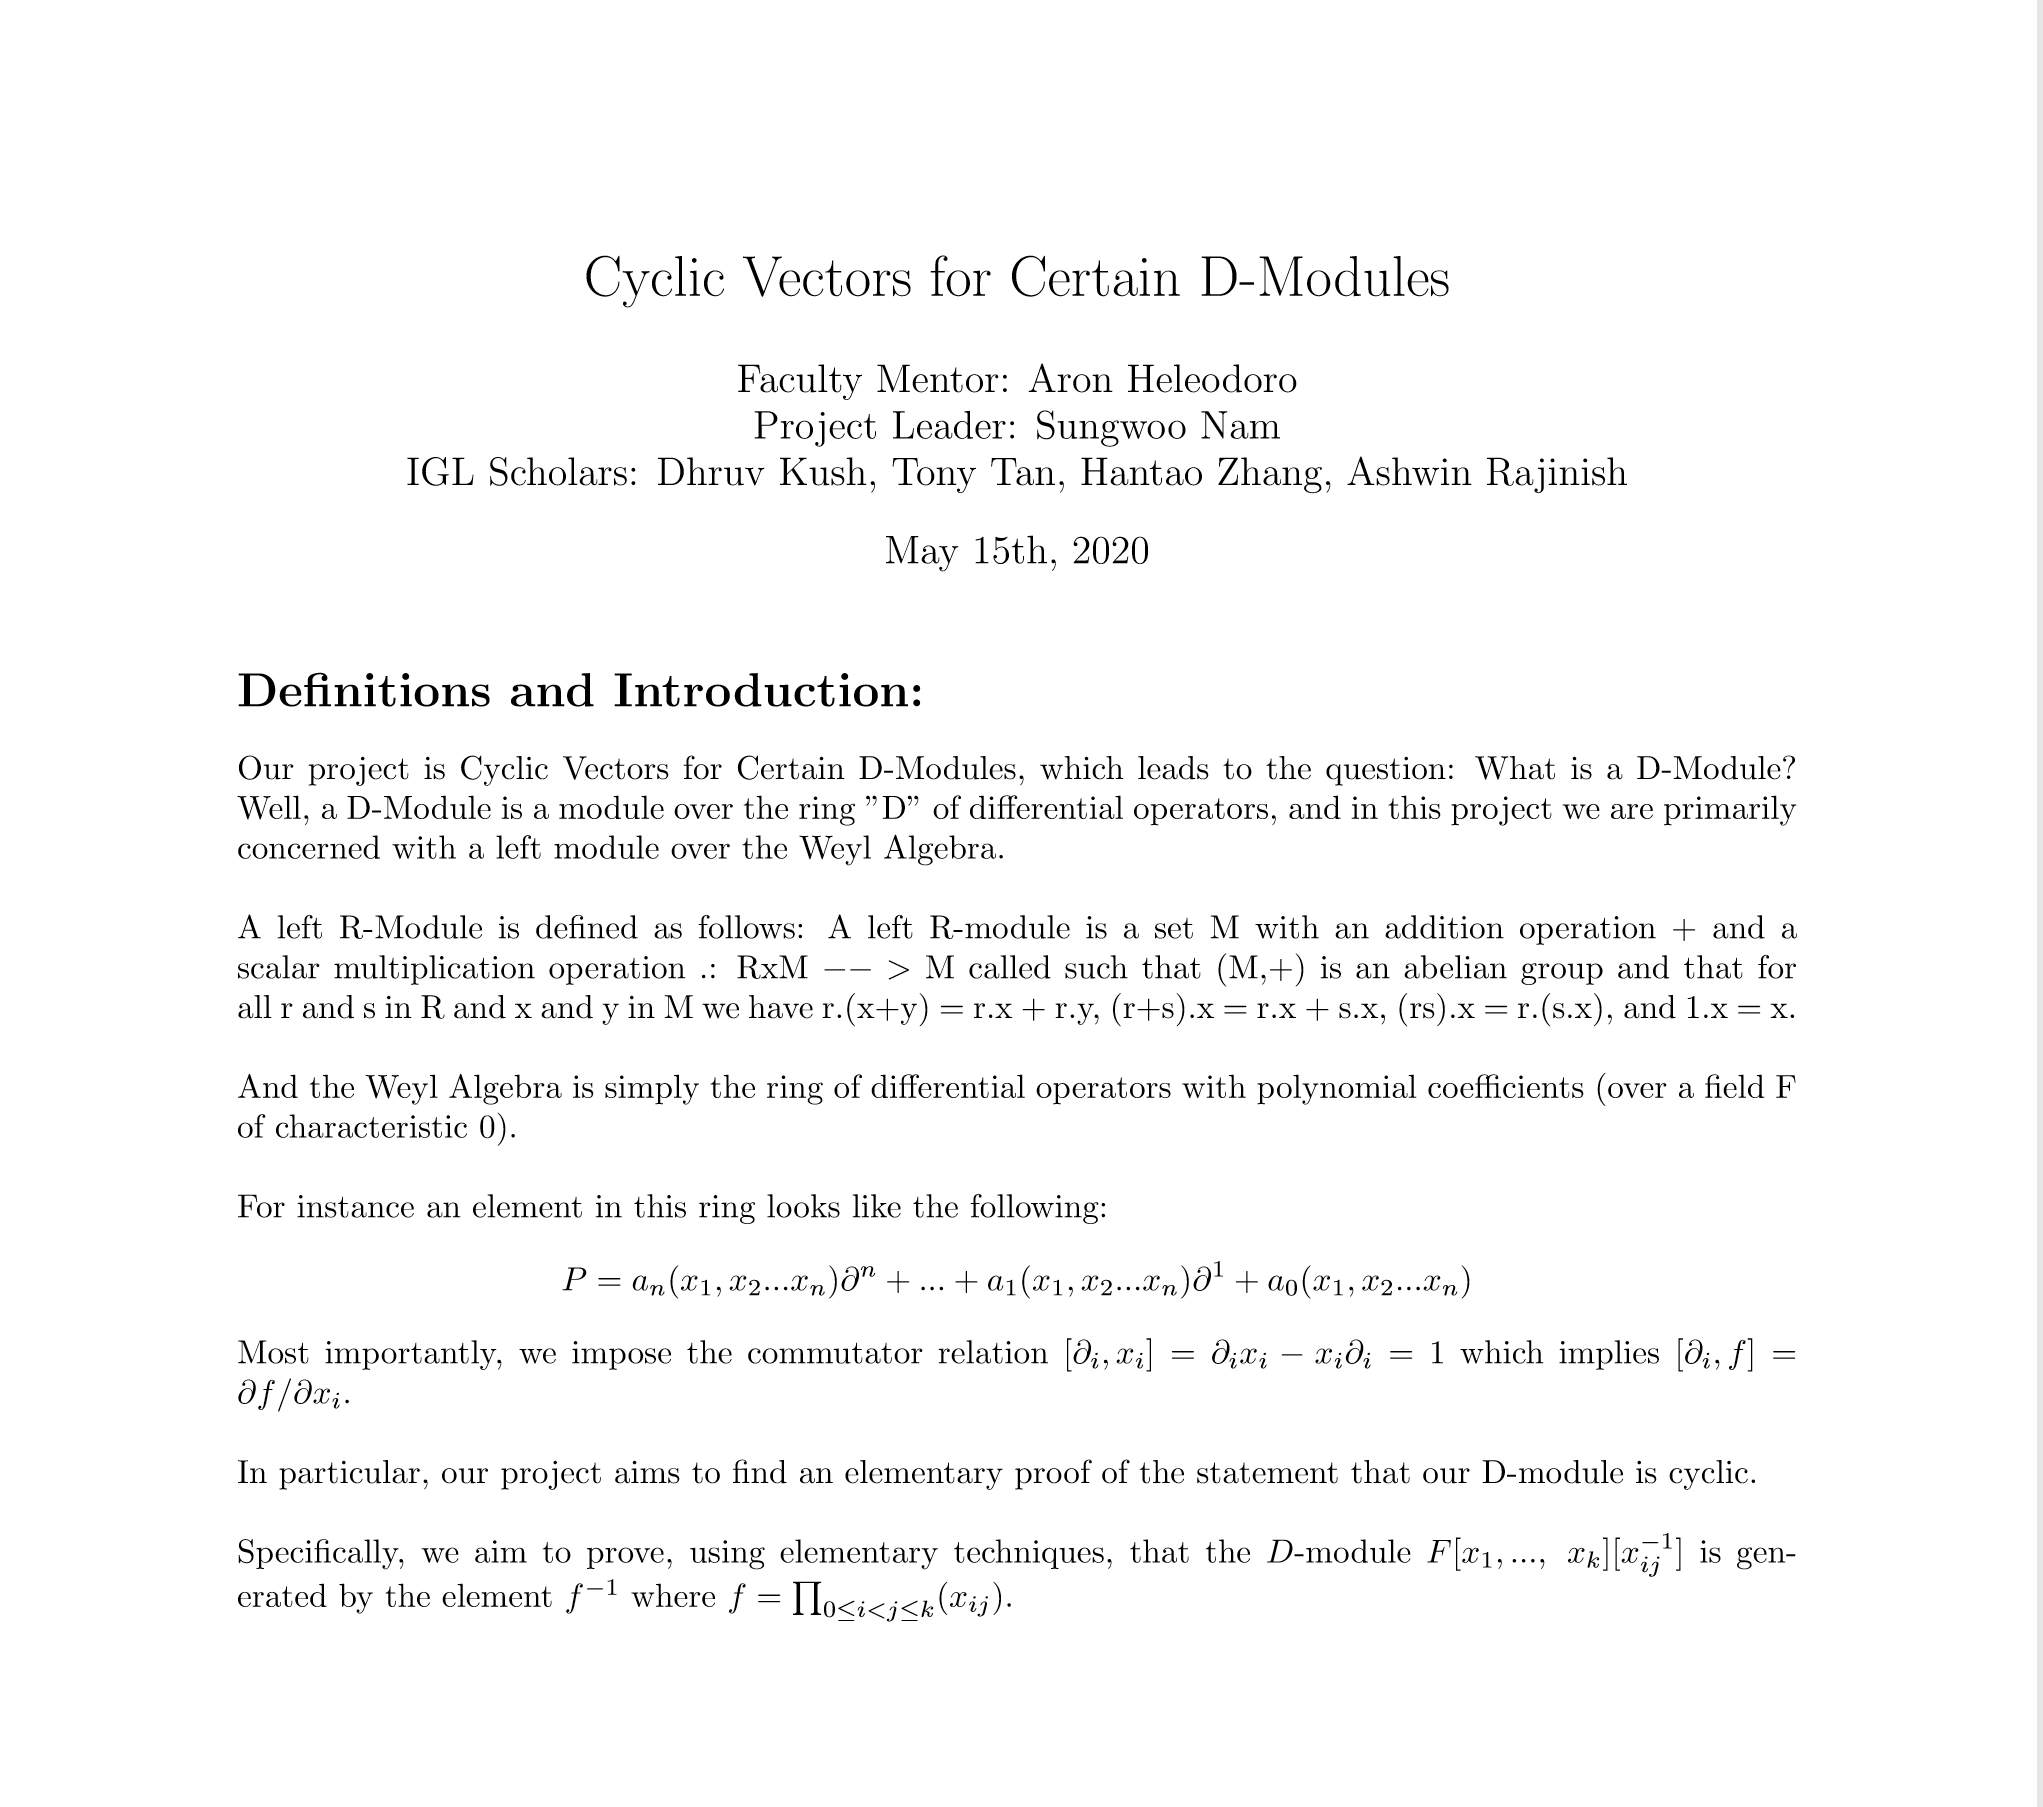 Cyclic Vectors for Certain D-Modules
Faculty Mentor: Aron Heleodoro
Project Leader: Sungwoo Nam
IGL Scholars: Dhruv Kush, Tony Tan, Hantao Zhang, Ashwin Rajinish
May 15th, 2020
Definitions and Introduction:
Our project is Cyclic Vectors for Certain D-Modules, which leads to the question: What is a D-Module?
Well, a D-Module is a module over the ring ”D” of differential operators, and in this project we are primarily
concerned with a left module over the Weyl Algebra.
A left R-Module is defined as follows: A left R-module is a set M with an addition operation + and a
scalar multiplication operation .: RxM −− > M called such that (M,+) is an abelian group and that for
all r and s in R and x and y in M we have r.(x+y) = r.x + r.y, (r+s).x = r.x + s.x, (rs).x = r.(s.x), and 1.x = x.
And the Weyl Algebra is simply the ring of differential operators with polynomial coefficients (over a field F
of characteristic 0).
For instance an element in this ring looks like the following:
$P = a_n(x_1, x_2...x_n)\partial^n + ... + a_1(x_1, x_2...x_n)\partial^1 + a_0(x_1, x_2...x_n)$
Most importantly, we impose the commutator relation $[\partial_i, x_i] = \partial_i x_i - x_i \partial_i = 1$ which implies $[\partial_i, f] =$
$\partial f/\partial x_i$.
In particular, our project aims to find an elementary proof of the statement that our D-module is cyclic.
Specifically, we aim to prove, using elementary techniques, that the $D$-module $F[x_1, ..., x_k][x_{ij}^{-1}]$ is gen-
erated by the element $f^{-1}$ where $f = \prod_{0 \leq i < j \leq k}(x_{ij})$.